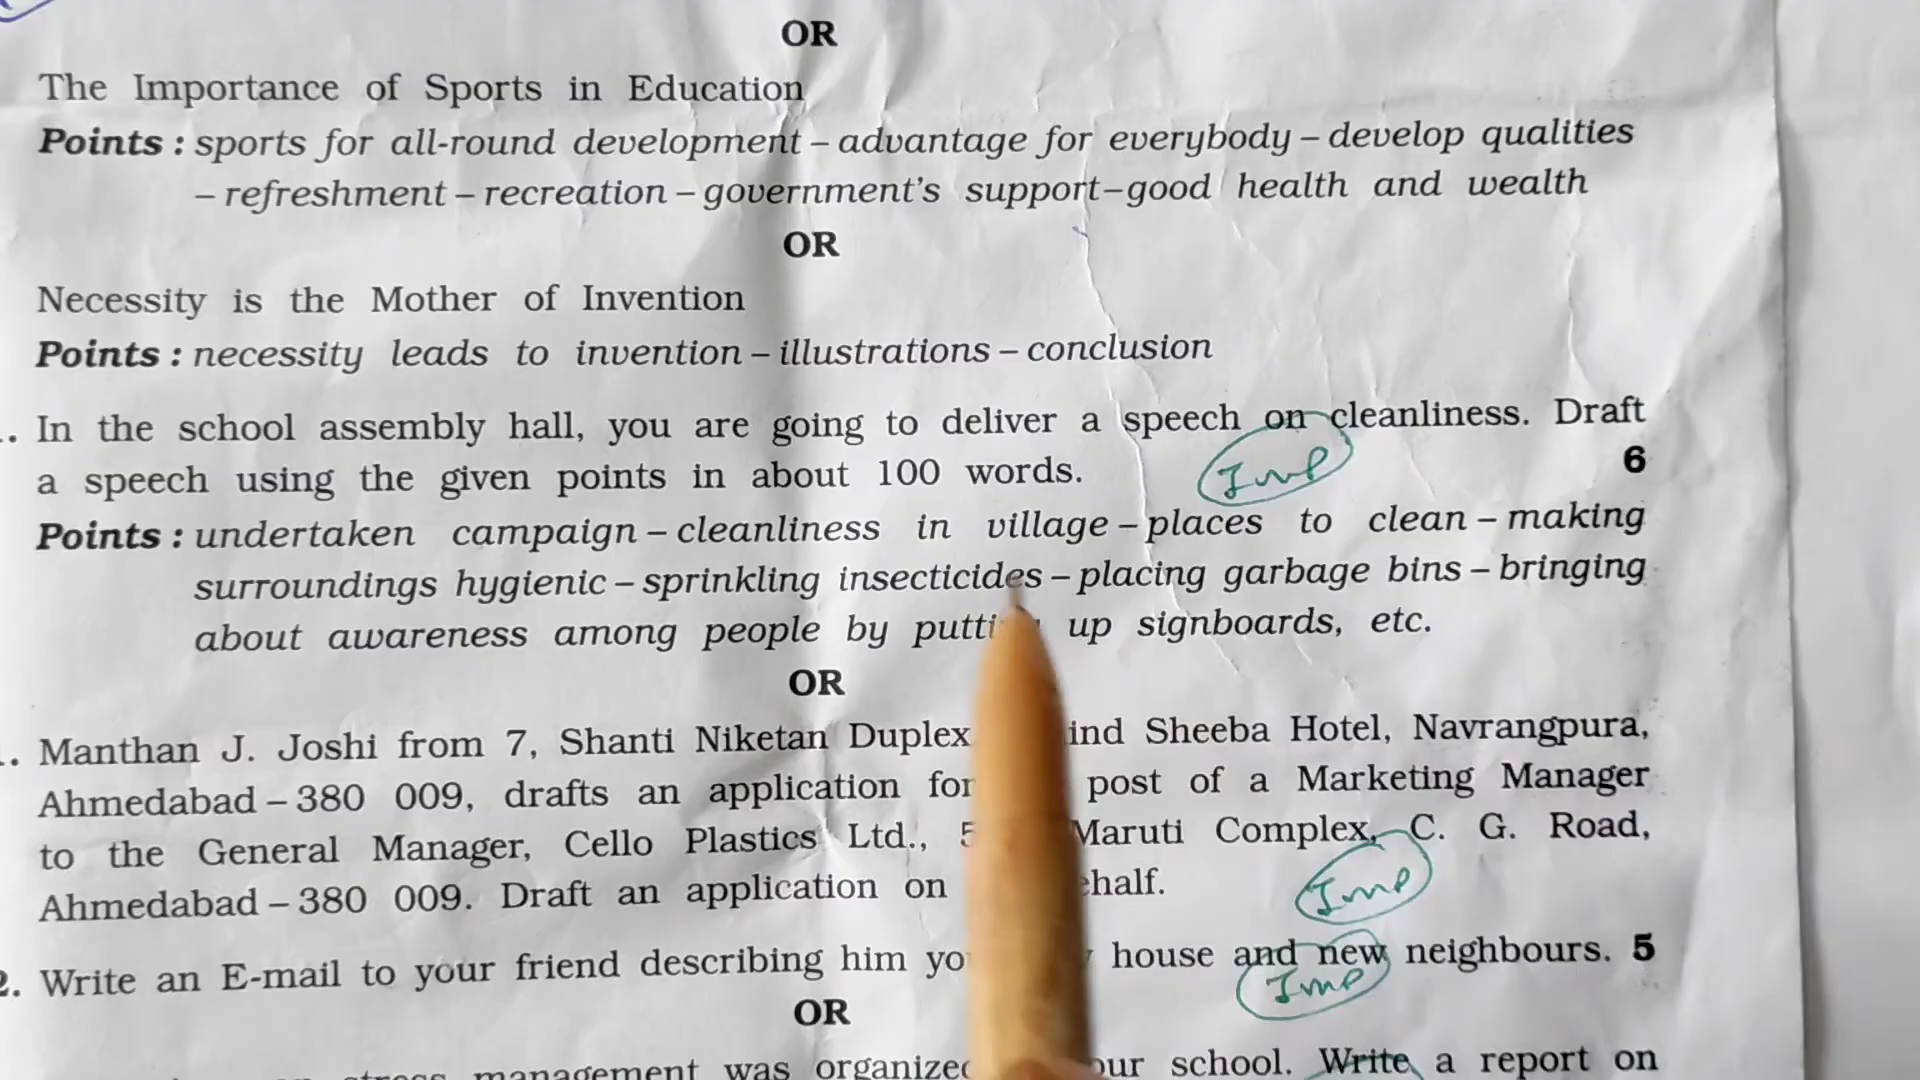 OR
The Importance of Sports in Education
Points : sports for all-round development – advantage for everybody – develop qualities
– refreshment – recreation – government's support – good health and wealth
OR
Necessity is the Mother of Invention
Points : necessity leads to invention – illustrations – conclusion
. In the school assembly hall, you are going to deliver a speech on cleanliness. Draft
a speech using the given points in about 100 words. Imp 6
Points : undertaken campaign – cleanliness in village – places to clean – making
surroundings hygienic – sprinkling insecticides – placing garbage bins – bringing
about awareness among people by up signboards, etc.
OR
. Manthan J. Joshi from 7, Shanti Niketan Duplex Sheeba Hotel, Navrangpura,
Ahmedabad – 380 009, drafts an application for post of a Marketing Manager
to the General Manager, Cello Plastics Ltd., Maruti Complex, C. G. Road,
Ahmedabad – 380 009. Draft an application on Imp
2. Write an E-mail to your friend describing him house and new neighbours. 5
Imp
OR
management was school. Write a report on